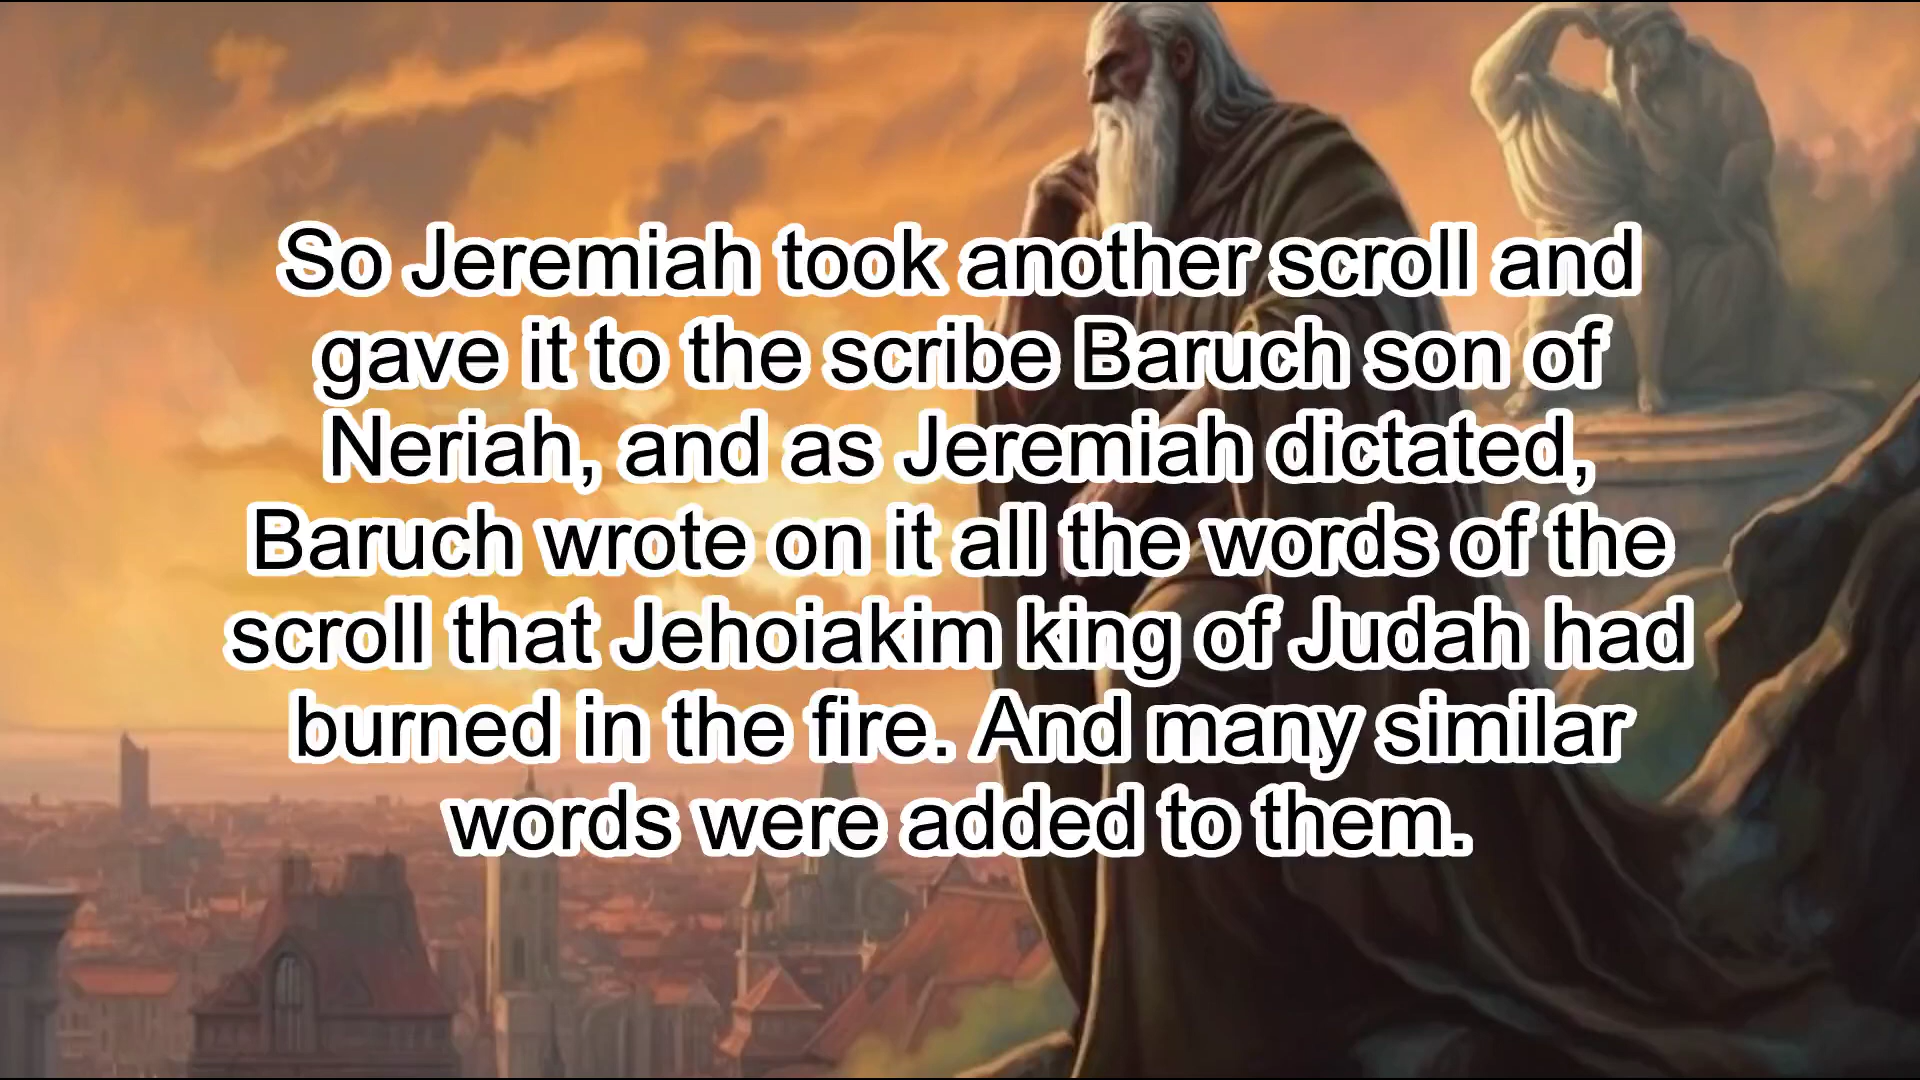 So Jeremiah took another scroll and
gave it to the scribe Baruch son of
Neriah, and as Jeremiah dictated,
Baruch wrote on it all the words of the
scroll that Jehoiakim king of Judah had
burned in the fire. And many similar
words were added to them.